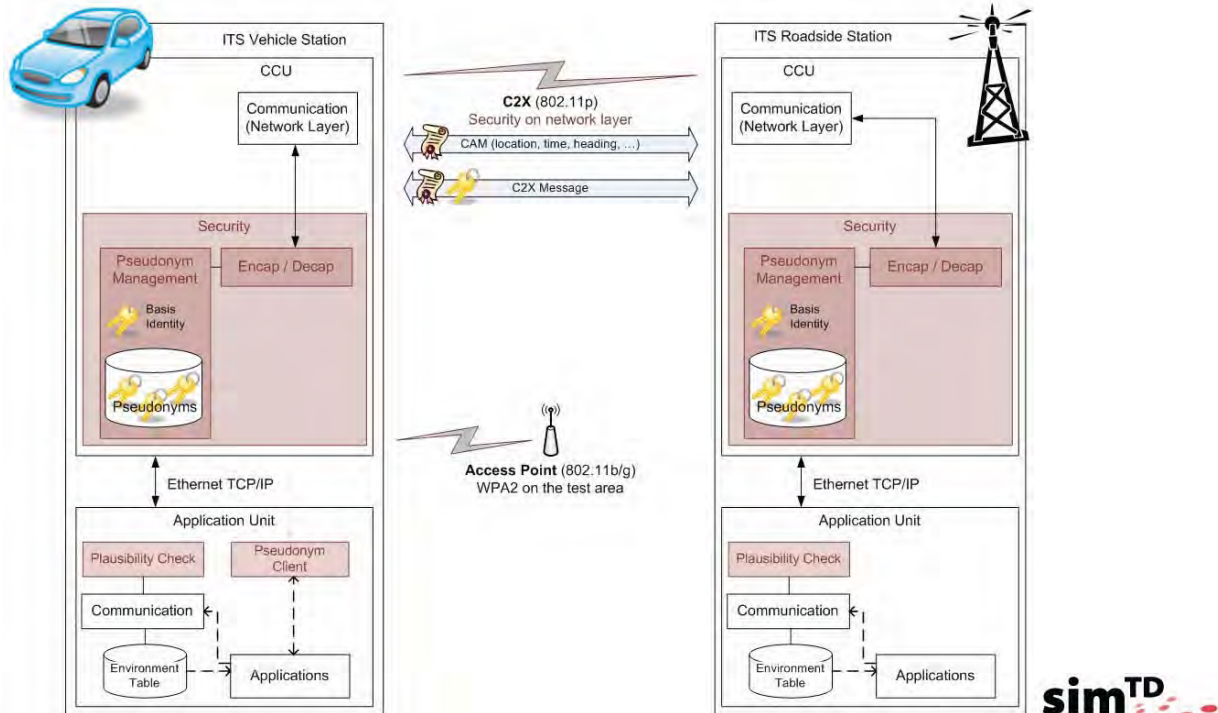 ITS Vehicle Station
CCU
Communication
(Network Layer)
Security
Pseudonym
Management
Encap / Decap
Basis
Identity
Pseudonyms
Ethernet TCP/IP
Application Unit
Plausibility Check
Pseudonym
Client
Communication
Environment
Table
Applications
C2X (802.11p)
Security on network layer
CAM (location, time, heading, …)
C2X Message
Access Point (802.11b/g)
WPA2 on the test area
ITS Roadside Station
CCU
Communication
(Network Layer)
Security
Pseudonym
Management
Encap / Decap
Basis
Identity
Pseudonyms
Ethernet TCP/IP
Application Unit
Plausibility Check
Communication
Environment
Table
Applications
simTD